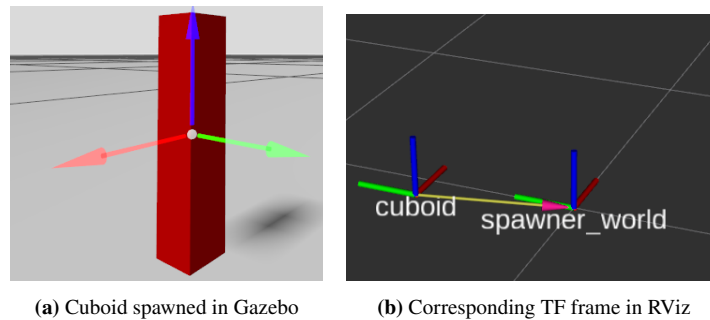 cuboid
spawner_world
(a) Cuboid spawned in Gazebo
(b) Corresponding TF frame in RViz